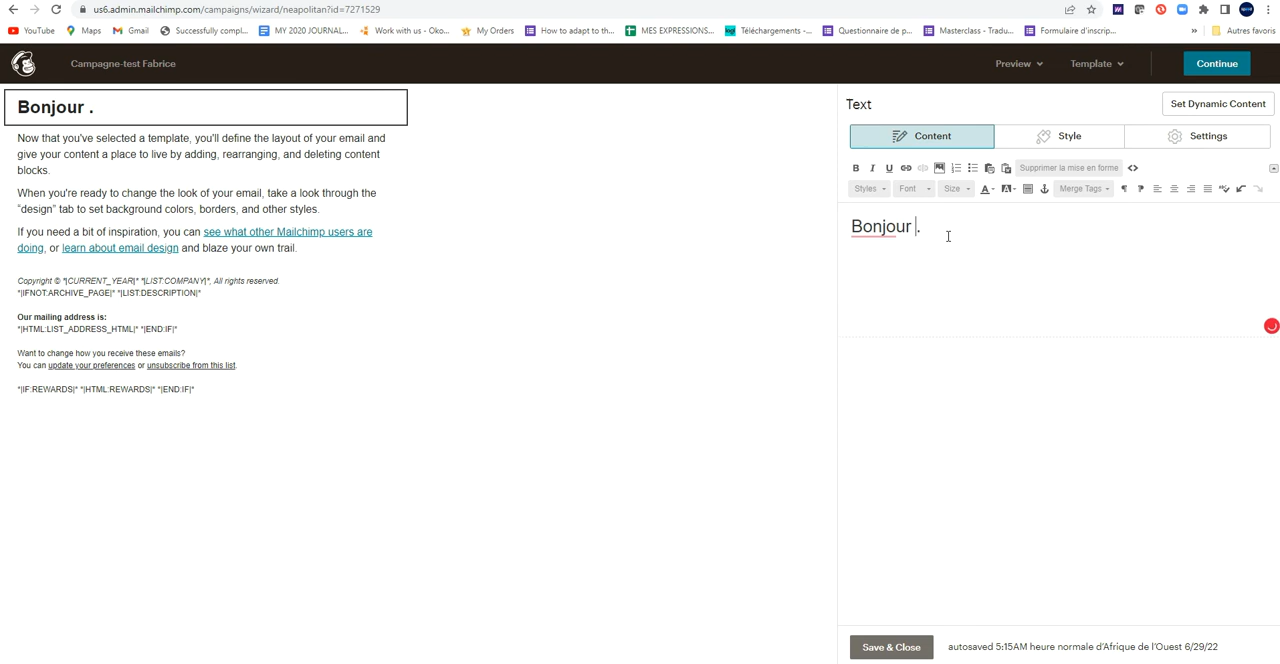 us6.admin.mailchimp.com/campaigns/wizard/neapolitan?id=7271529
YouTube Maps Gmail Successfully compl... MY 2020 JOURNAL... Work with us - Oko... My Orders How to adapt to th... MES EXPRESSIONS... Téléchargements -... Questionnaire de p... Masterclass - Tradu... Formulaire d'inscrip... » Autres favoris
Campagne-test Fabrice Preview Template Continue
Bonjour .
Now that you've selected a template, you'll define the layout of your email and
give your content a place to live by adding, rearranging, and deleting content
blocks.
When you're ready to change the look of your email, take a look through the
“design” tab to set background colors, borders, and other styles.
If you need a bit of inspiration, you can see what other Mailchimp users are
doing, or learn about email design and blaze your own trail.
Copyright © *|CURRENT_YEAR|* *|LIST:COMPANY|*, All rights reserved.
*|IFNOT:ARCHIVE_PAGE|* *|LIST:DESCRIPTION|*
Our mailing address is:
*|HTML:LIST_ADDRESS_HTML|* *|END:IF|*
Want to change how you receive these emails?
You can update your preferences or unsubscribe from this list.
*|IF:REWARDS|* *|HTML:REWARDS|* *|END:IF|*
Text Set Dynamic Content
Content Style Settings
B I U Supprimer la mise en forme
Styles Font Size A A Merge Tags
Bonjour .
Save & Close autosaved 5:15AM heure normale d’Afrique de l’Ouest 6/29/22